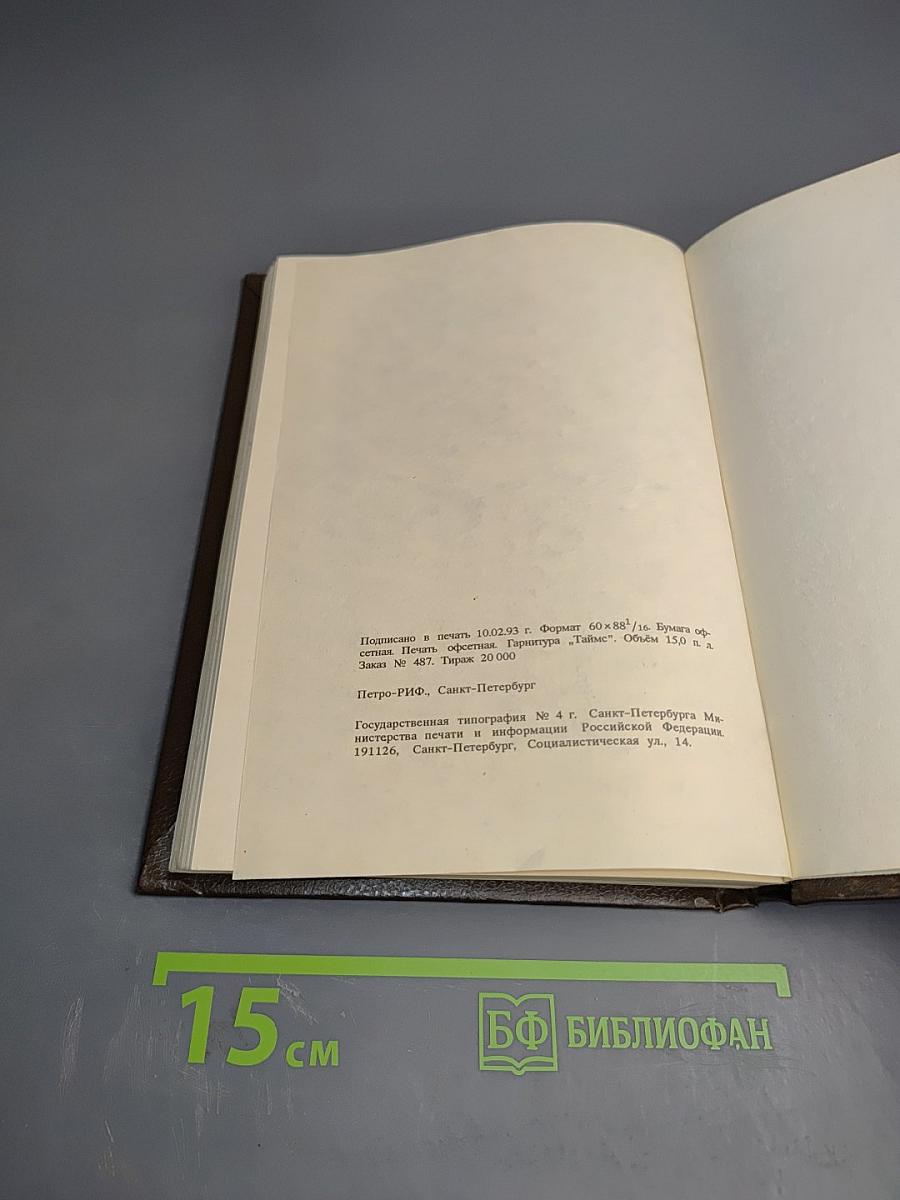 Подписано в печать 10.02.93 г. Формат 60×88¹/16. Бумага оф-
сетная. Печать офсетная. Гарнитура „Таймс". Объём 15,0 п. л.
Заказ № 487. Тираж 20 000
Петро-РИФ., Санкт-Петербург
Государственная типография № 4 г. Санкт-Петербурга Ми-
нистерства печати и информации Российской Федерации.
191126, Санкт-Петербург, Социалистическая ул., 14.
15 см
БФ БИБЛИОФАН